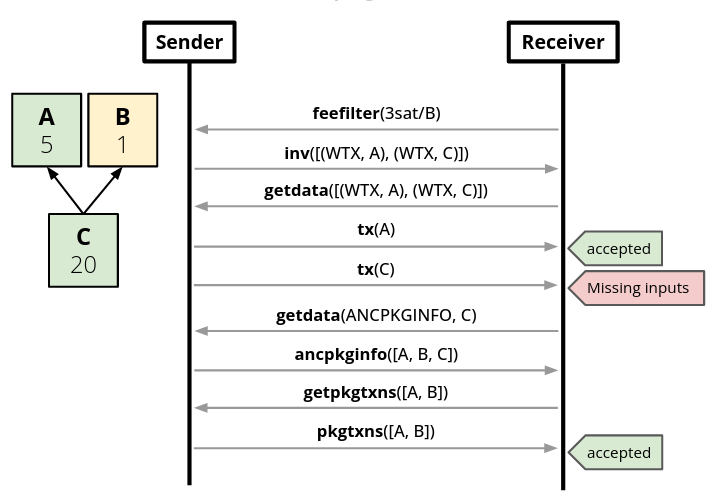 Sender
Receiver
A
5
B
1
C
20
feefilter(3sat/B)
inv([(WTX, A), (WTX, C)])
getdata([(WTX, A), (WTX, C)])
tx(A)
accepted
tx(C)
Missing inputs
getdata(ANCPKGINFO, C)
ancpkginfo([A, B, C])
getpkgtxns([A, B])
pkgtxns([A, B])
accepted